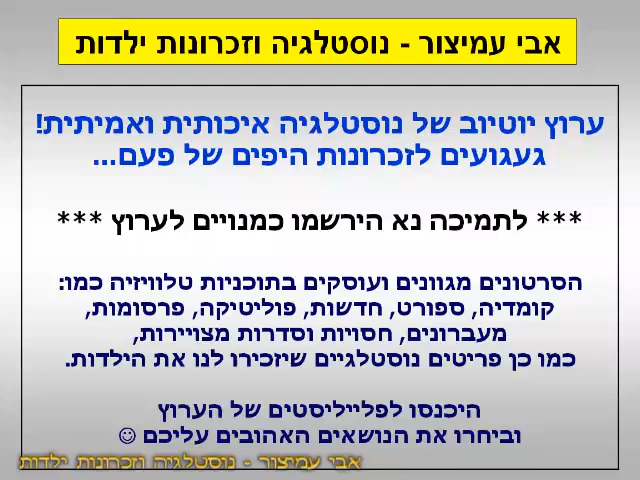 אבי עמיצור - נוסטלגיה וזכרונות ילדות
ערוץ יוטיוב של נוסטלגיה איכותית ואמיתית!
געגועים לזכרונות היפים של פעם...
*** לתמיכה נא הירשמו כמנויים לערוץ ***
הסרטונים מגוונים ועוסקים בתוכניות טלוויזיה כמו:
קומדיה, ספורט, חדשות, פוליטיקה, פרסומות,
מעברונים, חסויות וסדרות מצויירות,
כמו כן פריטים נוסטלגיים שיזכירו לנו את הילדות.
היכנסו לפלייליסטים של הערוץ
וביחרו את הנושאים האהובים עליכם ☺
אבי עמיצור - נוסטלגיה וזכרונות ילדות